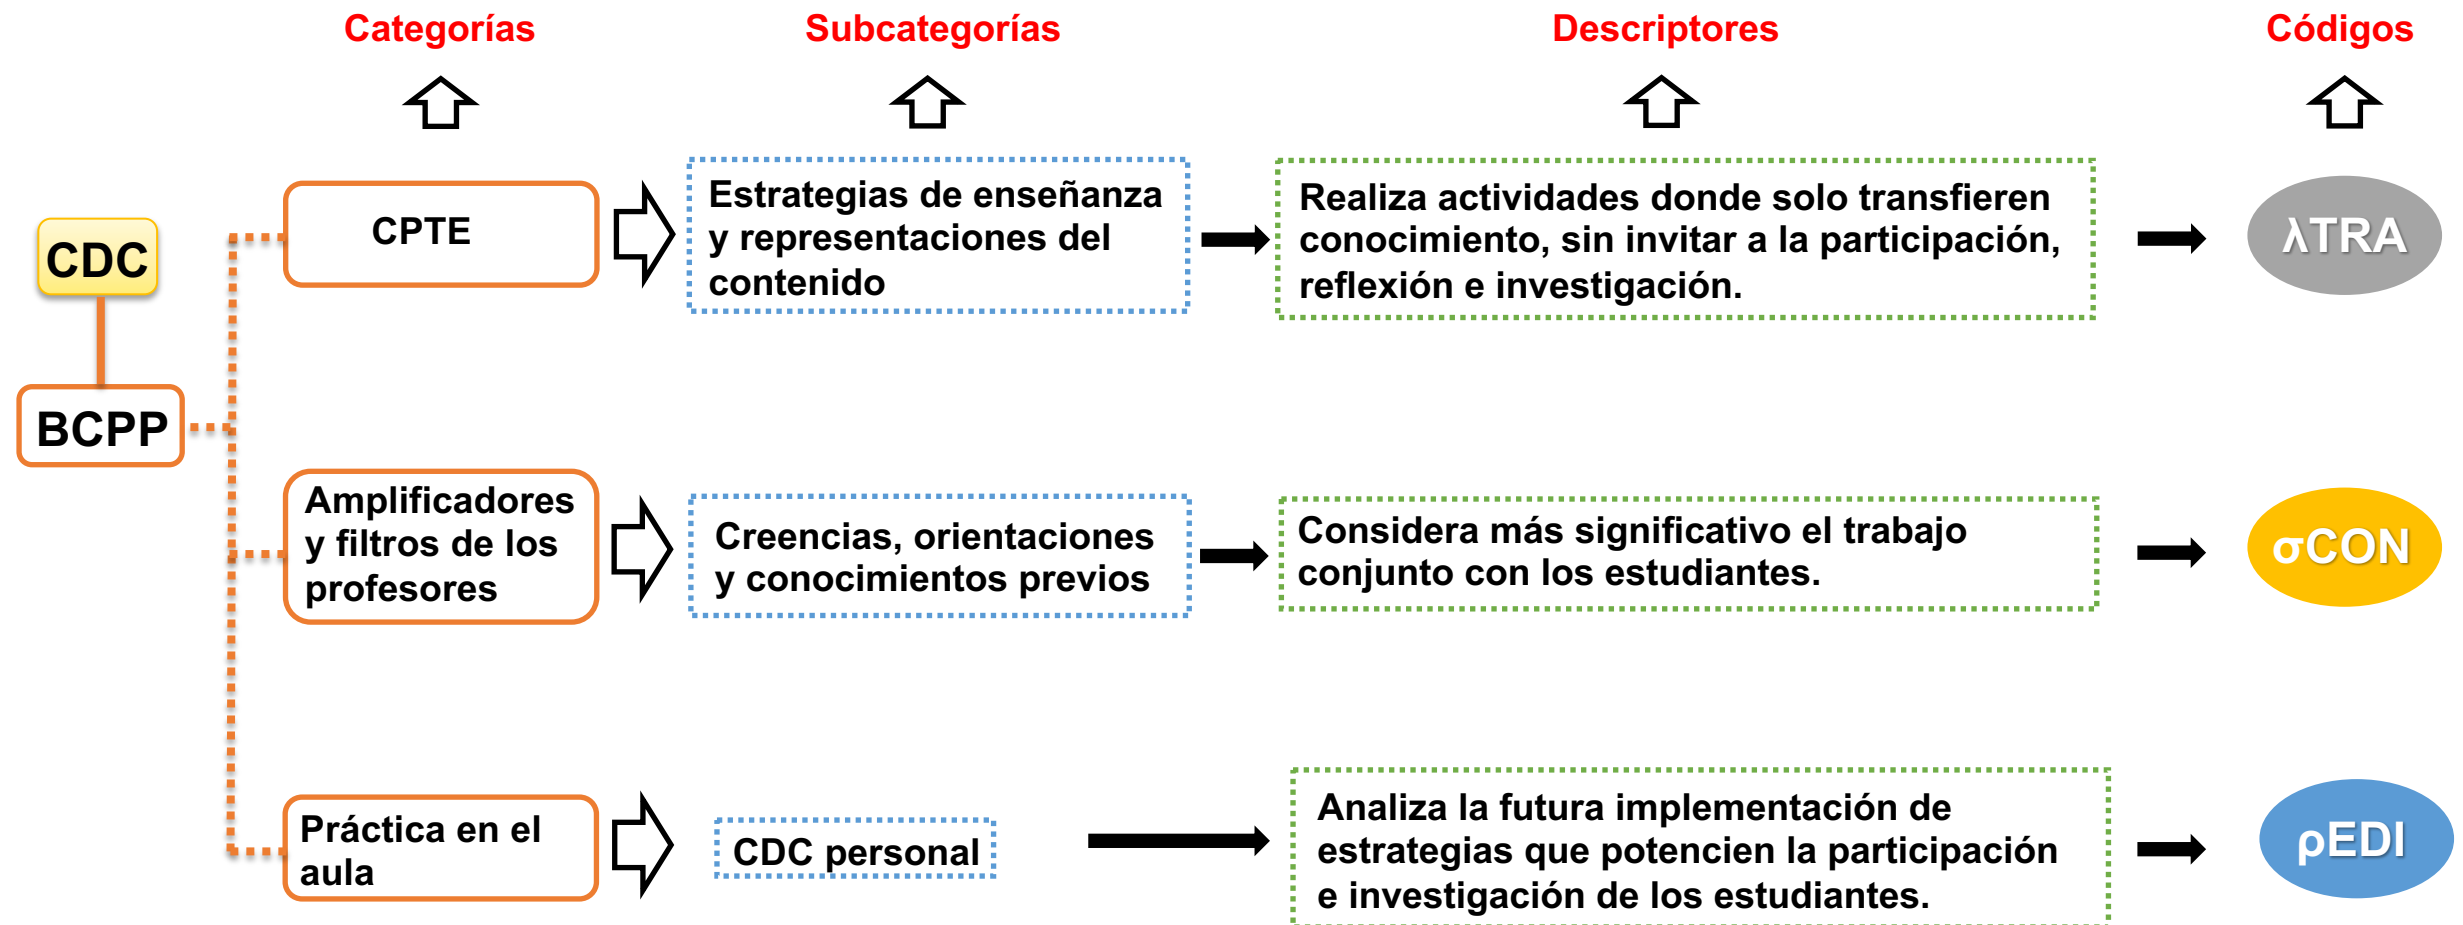 Categorías
Subcategorías
Descriptores
Códigos
CDC
BCPP
CPTE
Estrategias de enseñanza
y representaciones del
contenido
Realiza actividades donde solo transfieren
conocimiento, sin invitar a la participación,
reflexión e investigación.
λTRA
Amplificadores
y filtros de los
profesores
Creencias, orientaciones
y conocimientos previos
Considera más significativo el trabajo
conjunto con los estudiantes.
σCON
Práctica en el
aula
CDC personal
Analiza la futura implementación de
estrategias que potencien la participación
e investigación de los estudiantes.
ρEDI